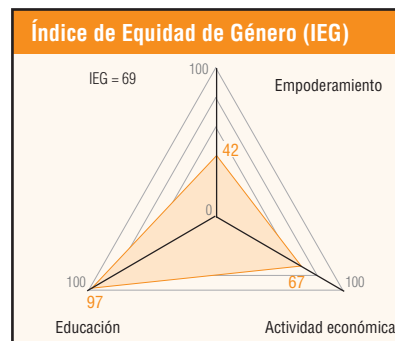 Índice de Equidad de Género (IEG)
IEG = 69
100
Empoderamiento
42
0
100
97
67
100
Educación
Actividad económica